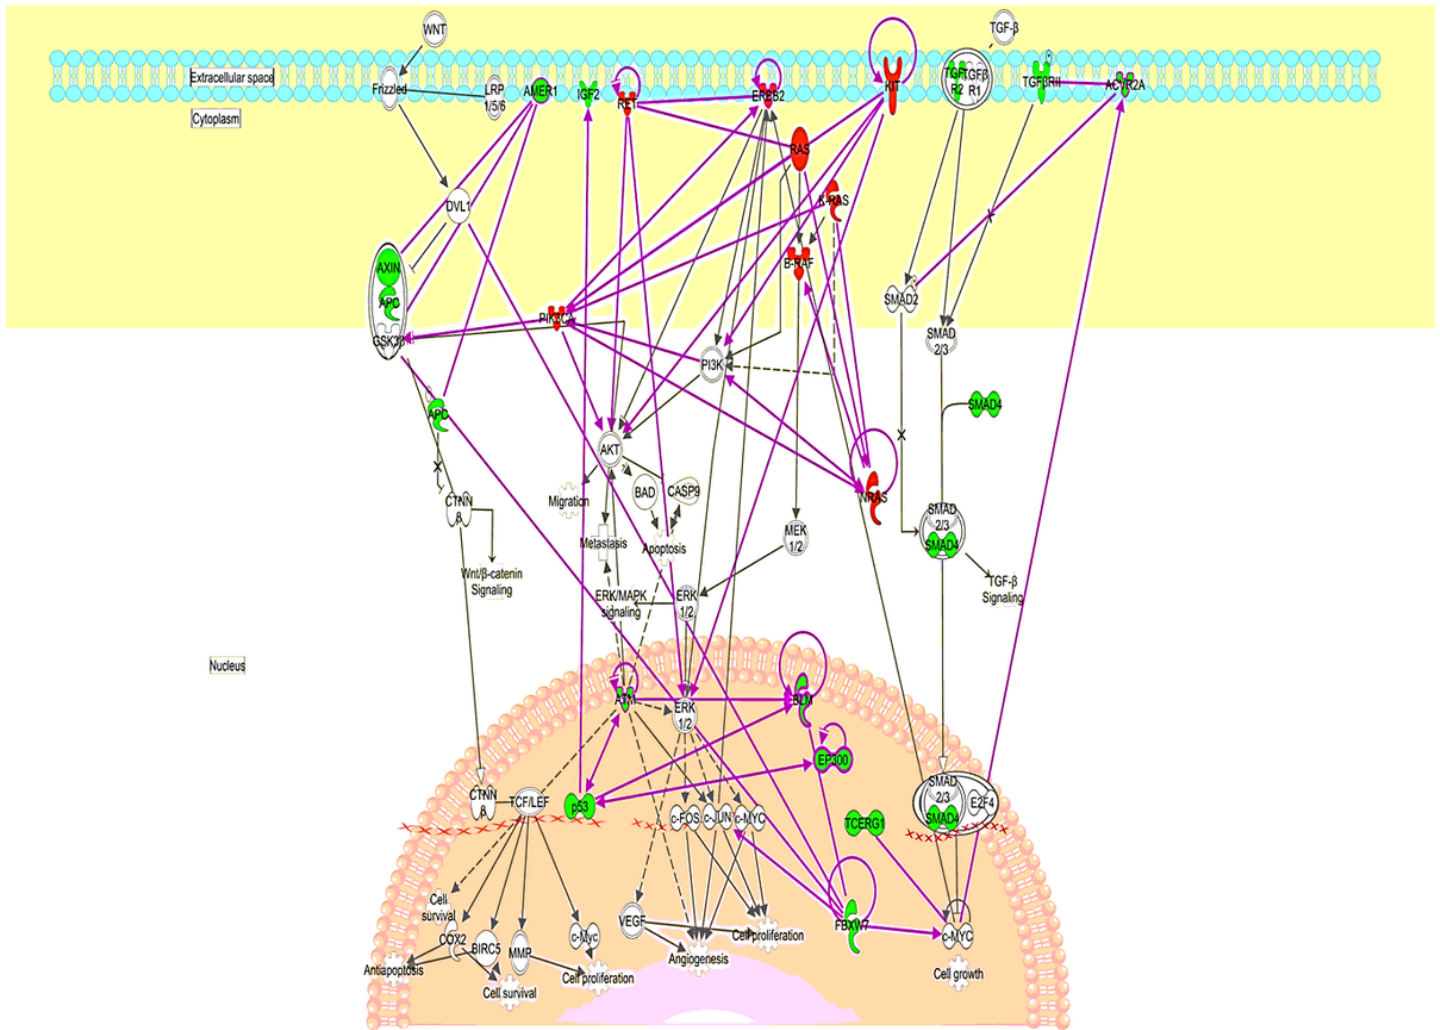 WNT
TGF-β
Extracellular space
Frizzled
LRP
1/5/6
AMER1
IGF2
RET
ERBB2
KIT
TGFβ
R2
TGFβ
R1
TGFβRII
ACVR2A
Cytoplasm
RAS
K-RAS
DVL1
B-RAF
AXIN
APC
GSK3β
SMAD2
PIK3CA
SMAD
2/3
PI3K
APC
SMAD4
AKT
BAD
CASP9
Migration
NRAS
CTNN
β
SMAD
2/3
SMAD4
MEK
1/2
Metastasis
Apoptosis
Wnt/β-catenin
Signaling
TGF-β
Signaling
ERK/MAPK
signaling
ERK
1/2
Nucleus
ATM
ERK
1/2
BLM
EP300
CTNN
β
TCF/LEF
p53
c-FOS
c-JUN
c-MYC
TCERG1
SMAD
2/3
SMAD4
E2F4
Cell
survival
COX2
BIRC5
MMP
c-Myc
VEGF
Cell proliferation
FBXW7
c-MYC
Antiapoptosis
Cell survival
Cell proliferation
Angiogenesis
Cell growth